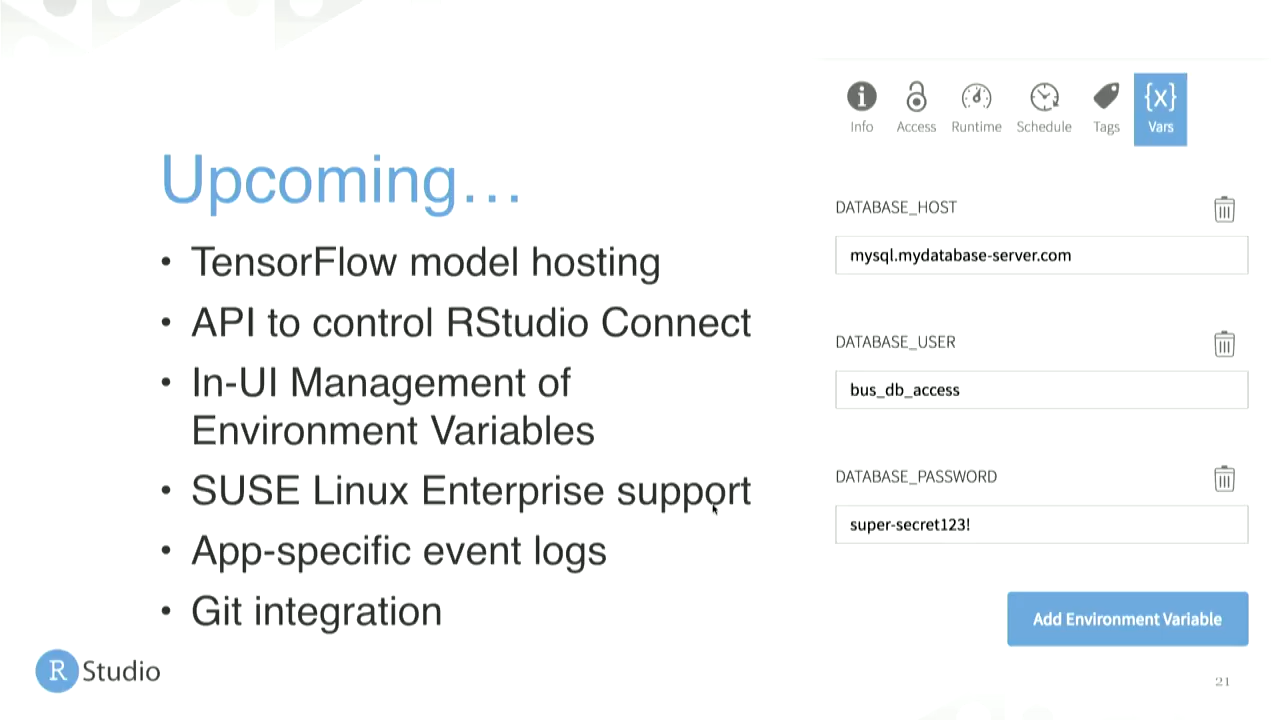 Upcoming…
• TensorFlow model hosting
• API to control RStudio Connect
• In-UI Management of
Environment Variables
• SUSE Linux Enterprise support
• App-specific event logs
• Git integration
R Studio
Info Access Runtime Schedule Tags {x} Vars
DATABASE_HOST
mysql.mydatabase-server.com
DATABASE_USER
bus_db_access
DATABASE_PASSWORD
super-secret123!
Add Environment Variable
21